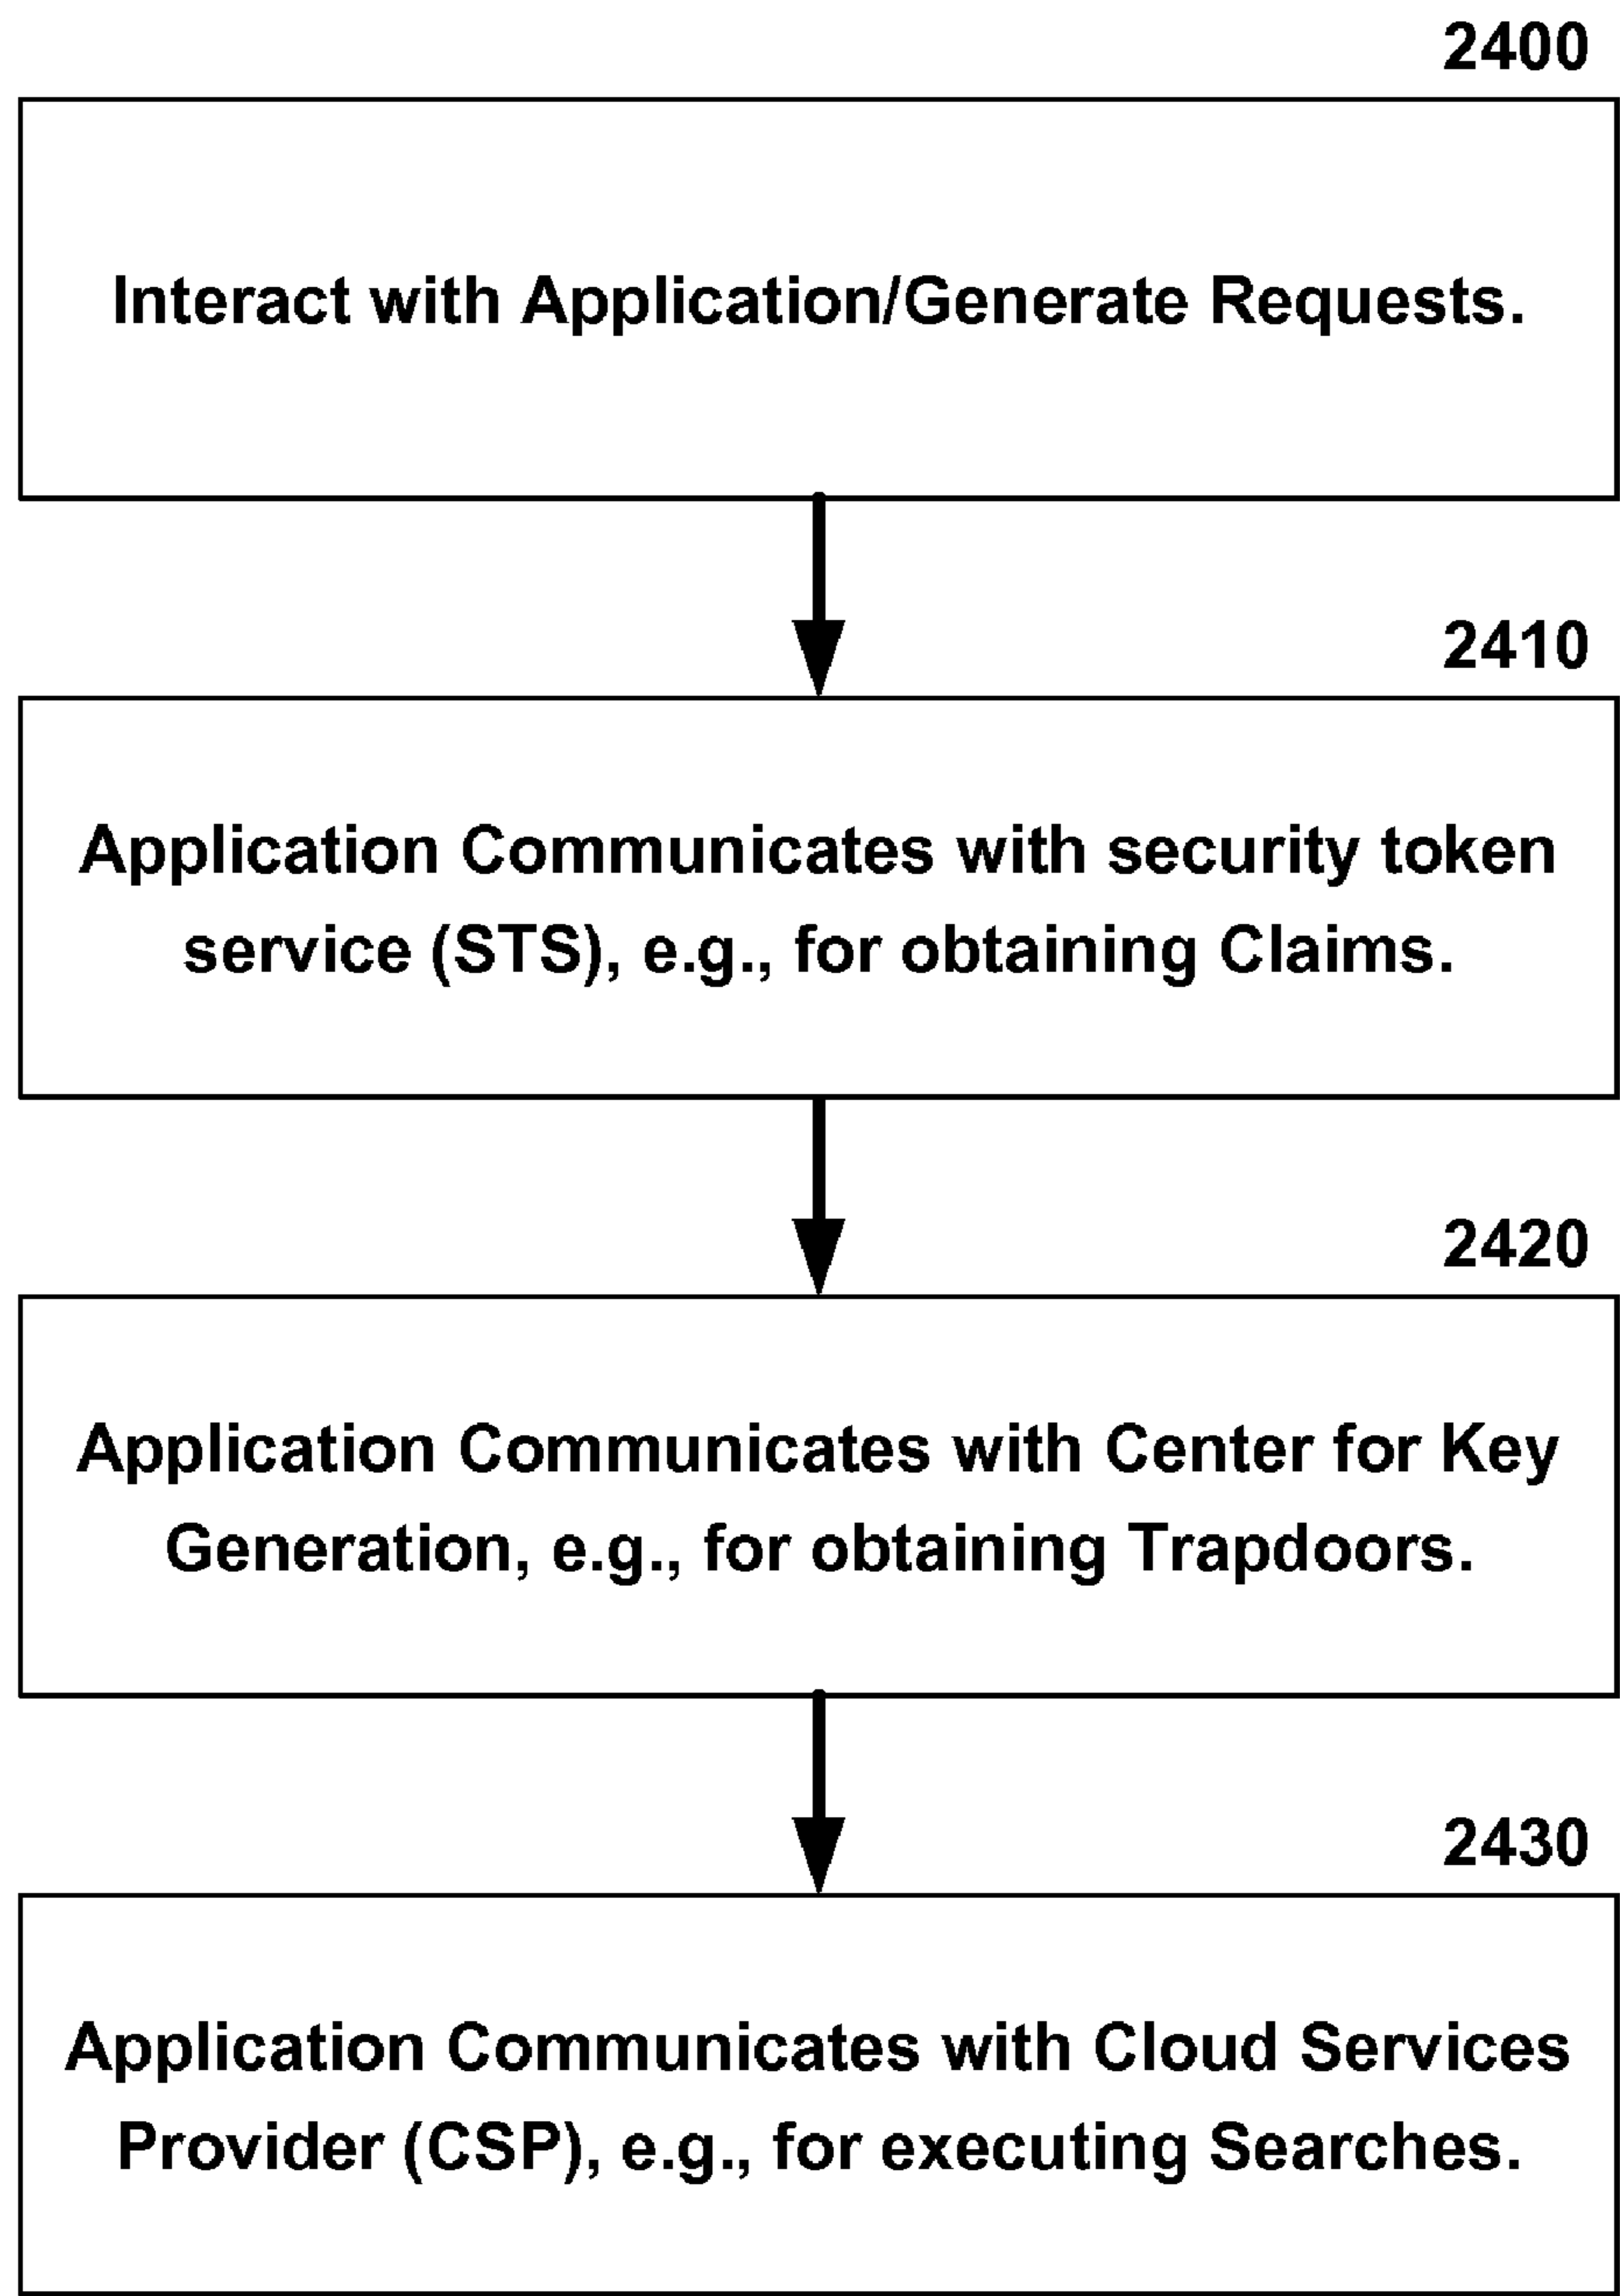 2400
Interact with Application/Generate Requests.
2410
Application Communicates with security token
service (STS), e.g., for obtaining Claims.
2420
Application Communicates with Center for Key
Generation, e.g., for obtaining Trapdoors.
2430
Application Communicates with Cloud Services
Provider (CSP), e.g., for executing Searches.